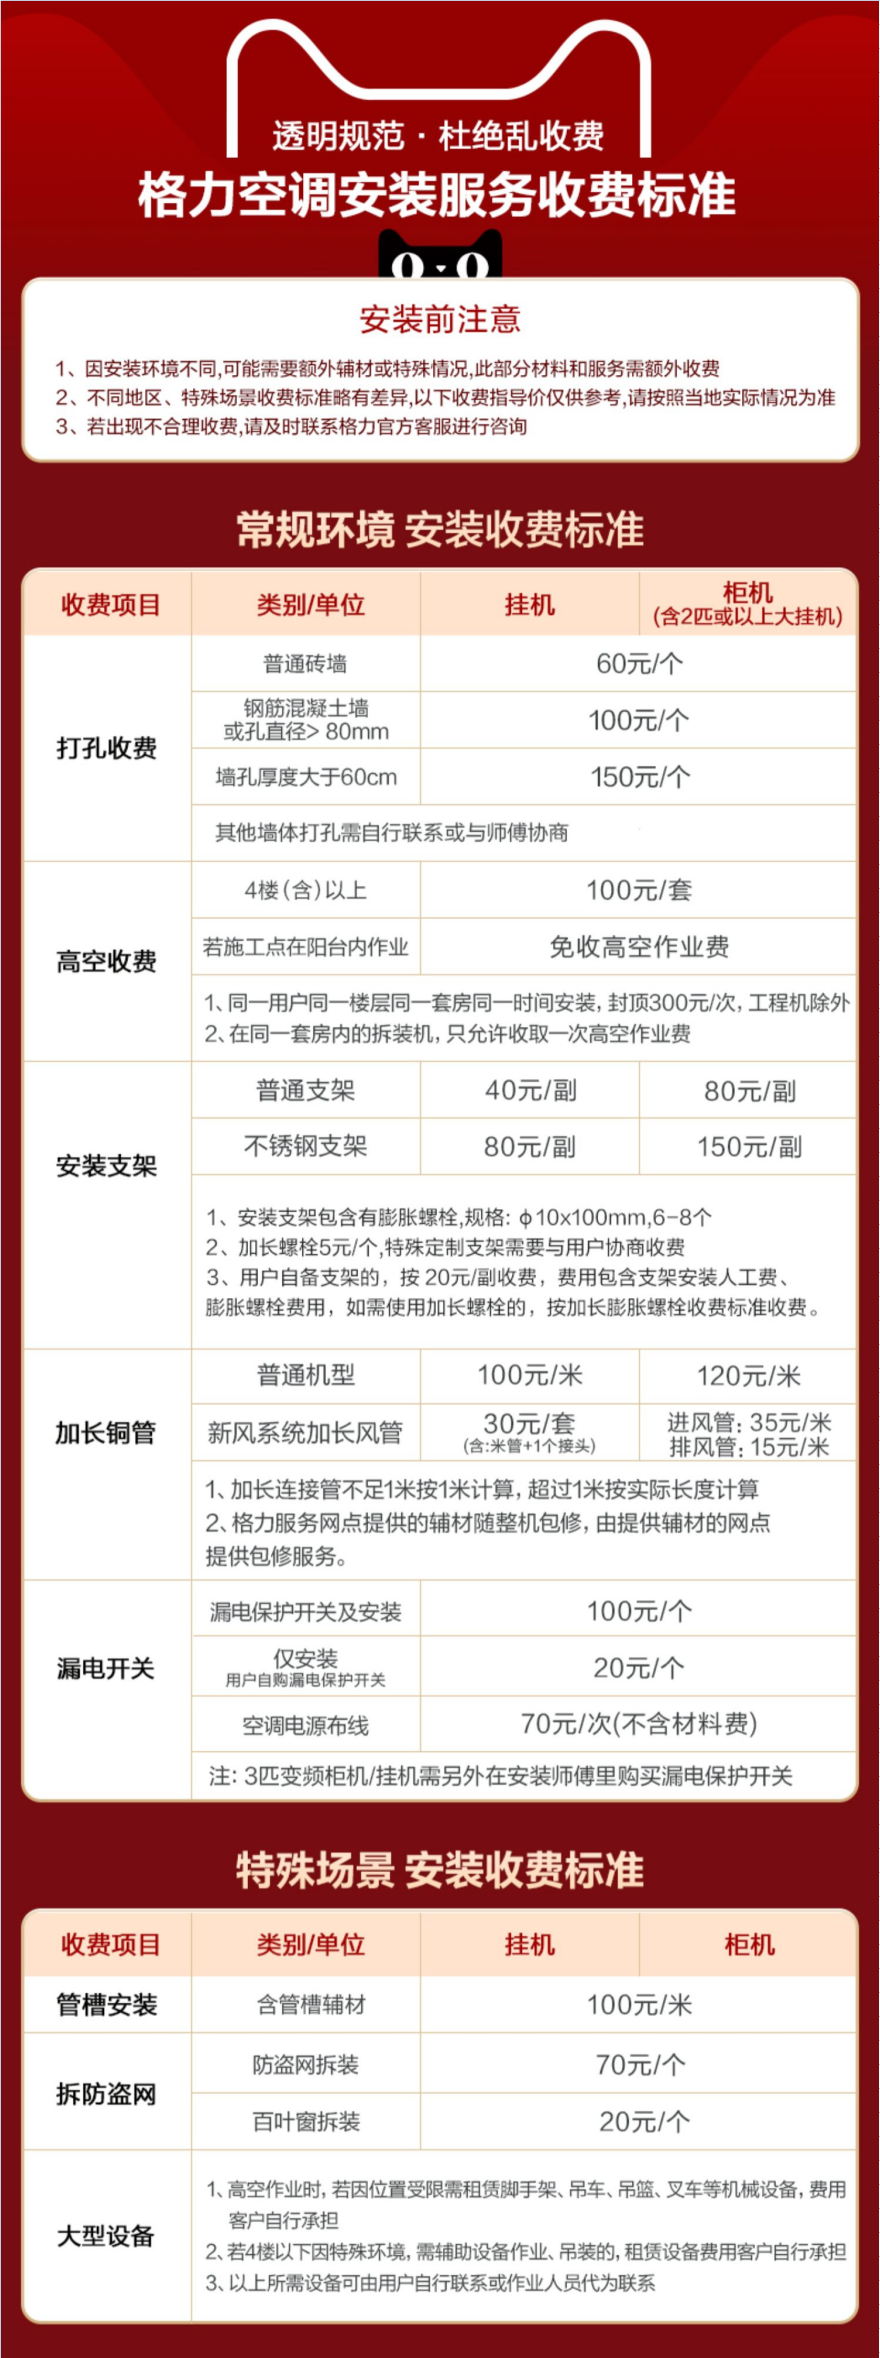 透明规范·杜绝乱收费
格力空调安装服务收费标准
安装前注意
1、因安装环境不同,可能需要额外辅材或特殊情况,此部分材料和服务需额外收费
2、不同地区、特殊场景收费标准略有差异,以下收费指导价仅供参考,请按照当地实际情况为准
3、若出现不合理收费,请及时联系格力官方客服进行咨询
常规环境 安装收费标准
收费项目 类别/单位 挂机 柜机
(含2匹或以上大挂机)
打孔收费
普通砖墙 60元/个
钢筋混凝土墙
或孔直径> 80mm 100元/个
墙孔厚度大于60cm 150元/个
其他墙体打孔需自行联系或与师傅协商
高空收费
4楼(含)以上 100元/套
若施工点在阳台内作业 免收高空作业费
1、同一用户同一楼层同一套房同一时间安装, 封顶300元/次, 工程机除外
2、在同一套房内的拆装机, 只允许收取一次高空作业费
安装支架
普通支架 40元/副 80元/副
不锈钢支架 80元/副 150元/副
1、安装支架包含有膨胀螺栓,规格: ф10x100mm,6-8个
2、加长螺栓5元/个,特殊定制支架需要与用户协商收费
3、用户自备支架的，按 20元/副收费，费用包含支架安装人工费、
膨胀螺栓费用，如需使用加长螺栓的，按加长膨胀螺栓收费标准收费。
加长铜管
普通机型 100元/米 120元/米
新风系统加长风管 30元/套
(含:米管+1个接头)
进风管: 35元/米
排风管: 15元/米
1、加长连接管不足1米按1米计算, 超过1米按实际长度计算
2、格力服务网点提供的辅材随整机包修, 由提供辅材的网点
提供包修服务。
漏电开关
漏电保护开关及安装 100元/个
仅安装
用户自购漏电保护开关 20元/个
空调电源布线 70元/次(不含材料费)
注: 3匹变频柜机/挂机需另外在安装师傅里购买漏电保护开关
特殊场景 安装收费标准
收费项目 类别/单位 挂机 柜机
管槽安装 含管槽辅材 100元/米
拆防盗网
防盗网拆装 70元/个
百叶窗拆装 20元/个
大型设备
1、高空作业时, 若因位置受限需租赁脚手架、吊车、吊篮、叉车等机械设备, 费用
客户自行承担
2、若4楼以下因特殊环境, 需辅助设备作业、吊装的, 租赁设备费用客户自行承担
3、以上所需设备可由用户自行联系或作业人员代为联系